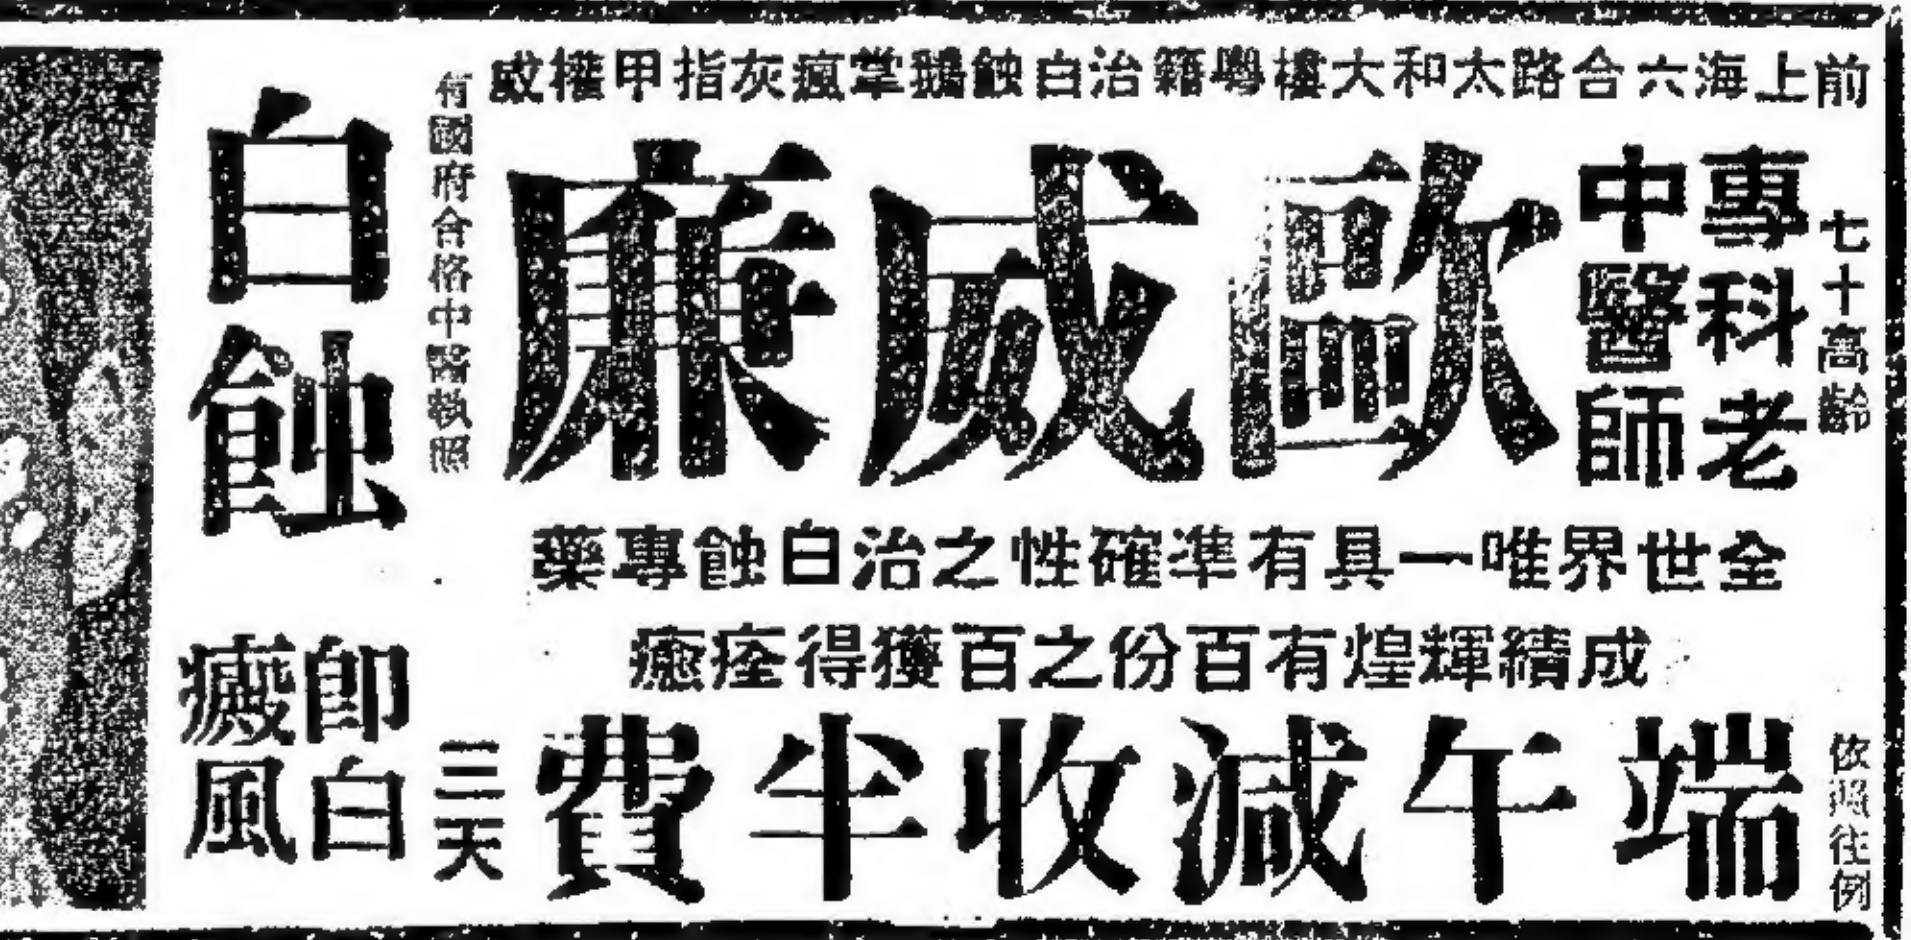 前上海六合路太和大樓粵籍治白蝕鵝掌瘋灰指甲權威
七十高齡
專科老
中醫師
歐威廉
有國府合格中醫執照
全世界唯一具有準確性之治白蝕專藥
成績輝煌有百份之百獲得痊癒
依照往例
端午減收半費
三天
白蝕
即白
癜風